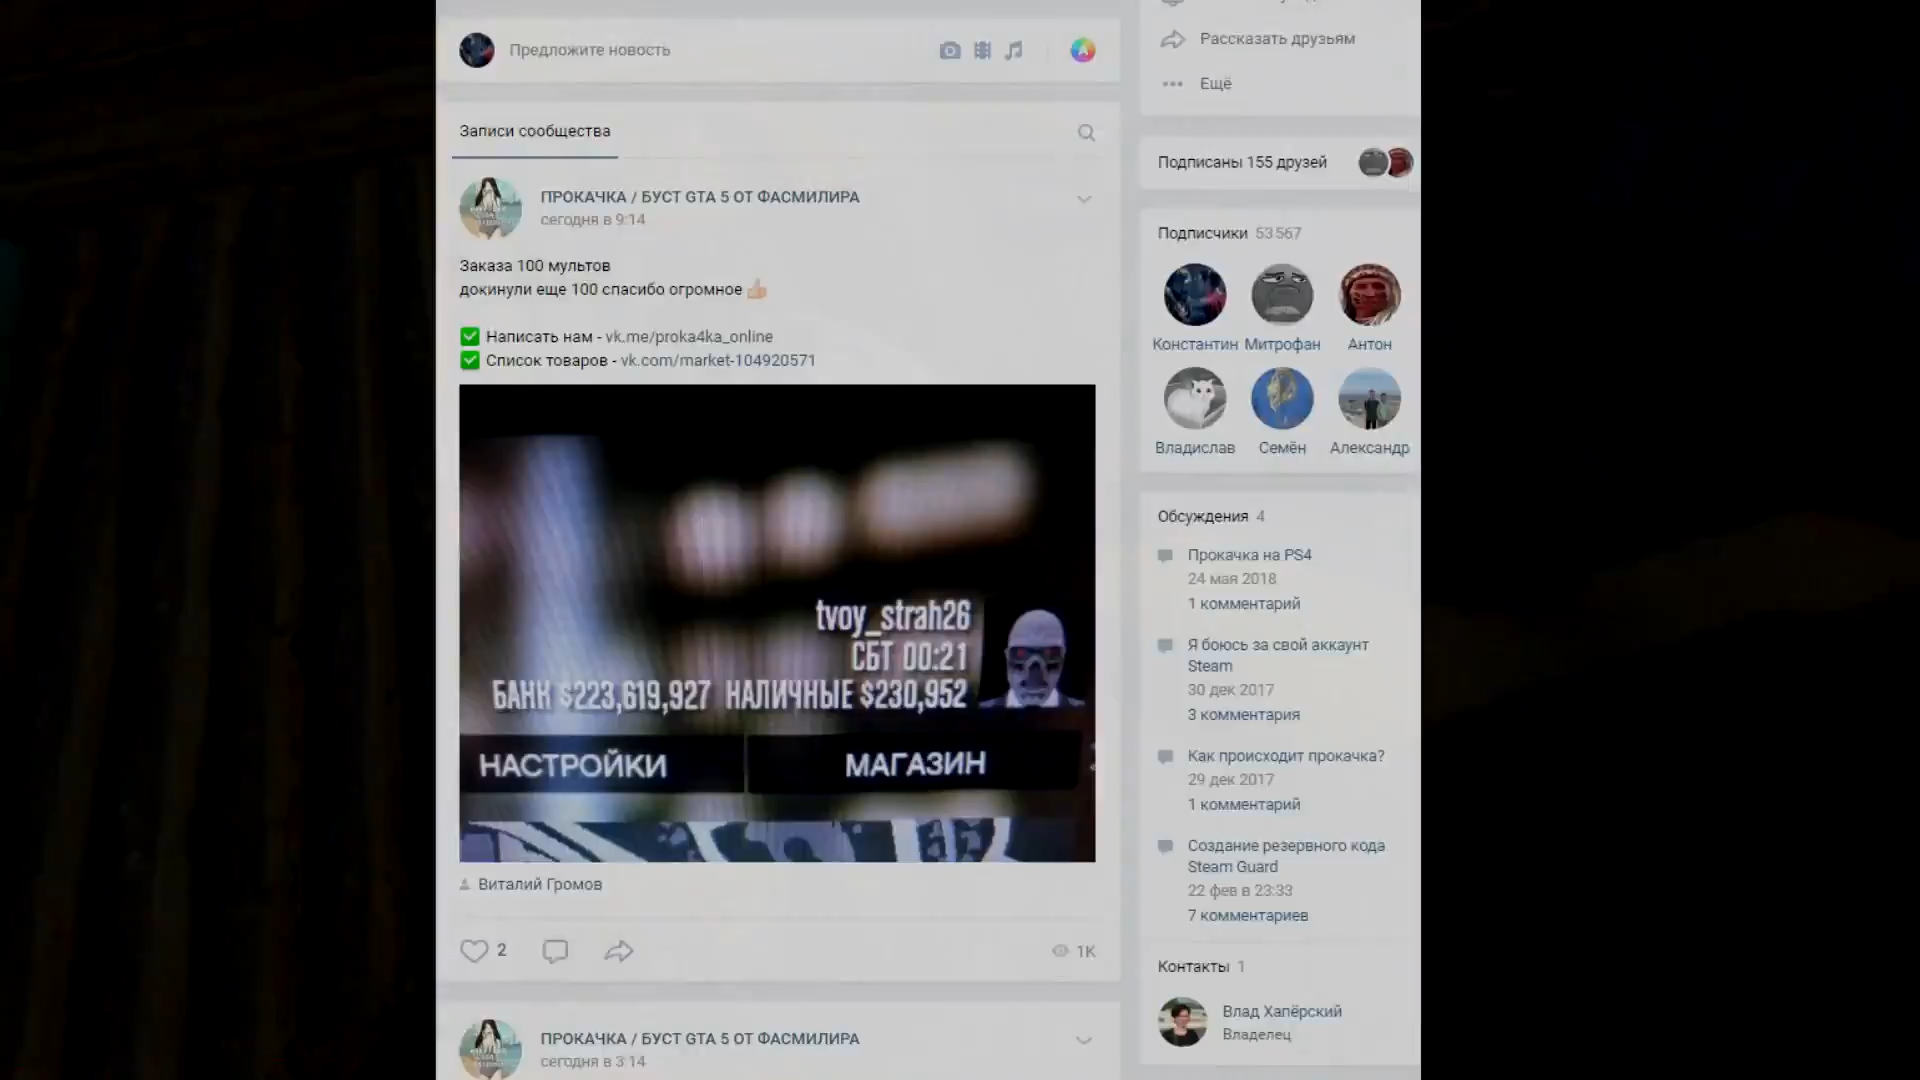 Предложите новость
Записи сообщества
ПРОКАЧКА / БУСТ GTA 5 ОТ ФАСМИЛИРА
сегодня в 9:14
Заказа 100 мультов
докинули еще 100 спасибо огромное
Написать нам - vk.me/proka4ka_online
Список товаров - vk.com/market-104920571
tvoy_strah26
СБТ 00:21
БАНК $223,619,927 НАЛИЧНЫЕ $230,952
НАСТРОЙКИ
МАГАЗИН
Виталий Громов
2
1K
ПРОКАЧКА / БУСТ GTA 5 ОТ ФАСМИЛИРА
сегодня в 3:14
Рассказать друзьям
Ещё
Подписаны 155 друзей
Подписчики 53 567
Константин Митрофан Антон
Владислав Семён Александр
Обсуждения 4
Прокачка на PS4
24 мая 2018
1 комментарий
Я боюсь за свой аккаунт
Steam
30 дек 2017
3 комментария
Как происходит прокачка?
29 дек 2017
1 комментарий
Создание резервного кода
Steam Guard
22 фев в 23:33
7 комментариев
Контакты 1
Влад Хапёрский
Владелец